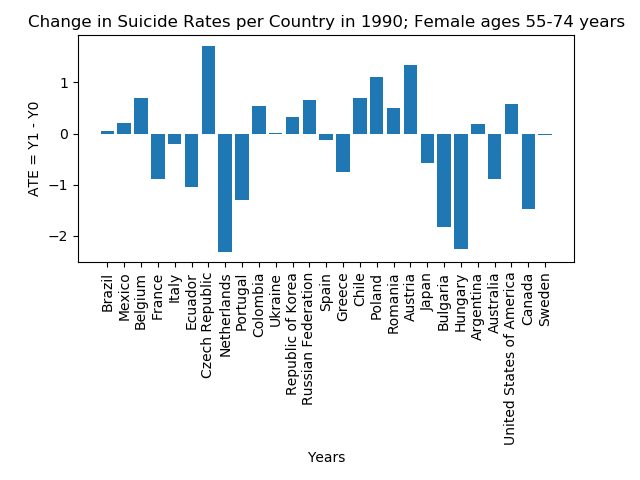 Change in Suicide Rates per Country in 1990; Female ages 55-74 years
ATE = Y1 - Y0
1
0
−1
−2
Brazil
Mexico
Belgium
France
Italy
Ecuador
Czech Republic
Netherlands
Portugal
Colombia
Ukraine
Republic of Korea
Russian Federation
Spain
Greece
Chile
Poland
Romania
Austria
Japan
Bulgaria
Hungary
Argentina
Australia
United States of America
Canada
Sweden
Years